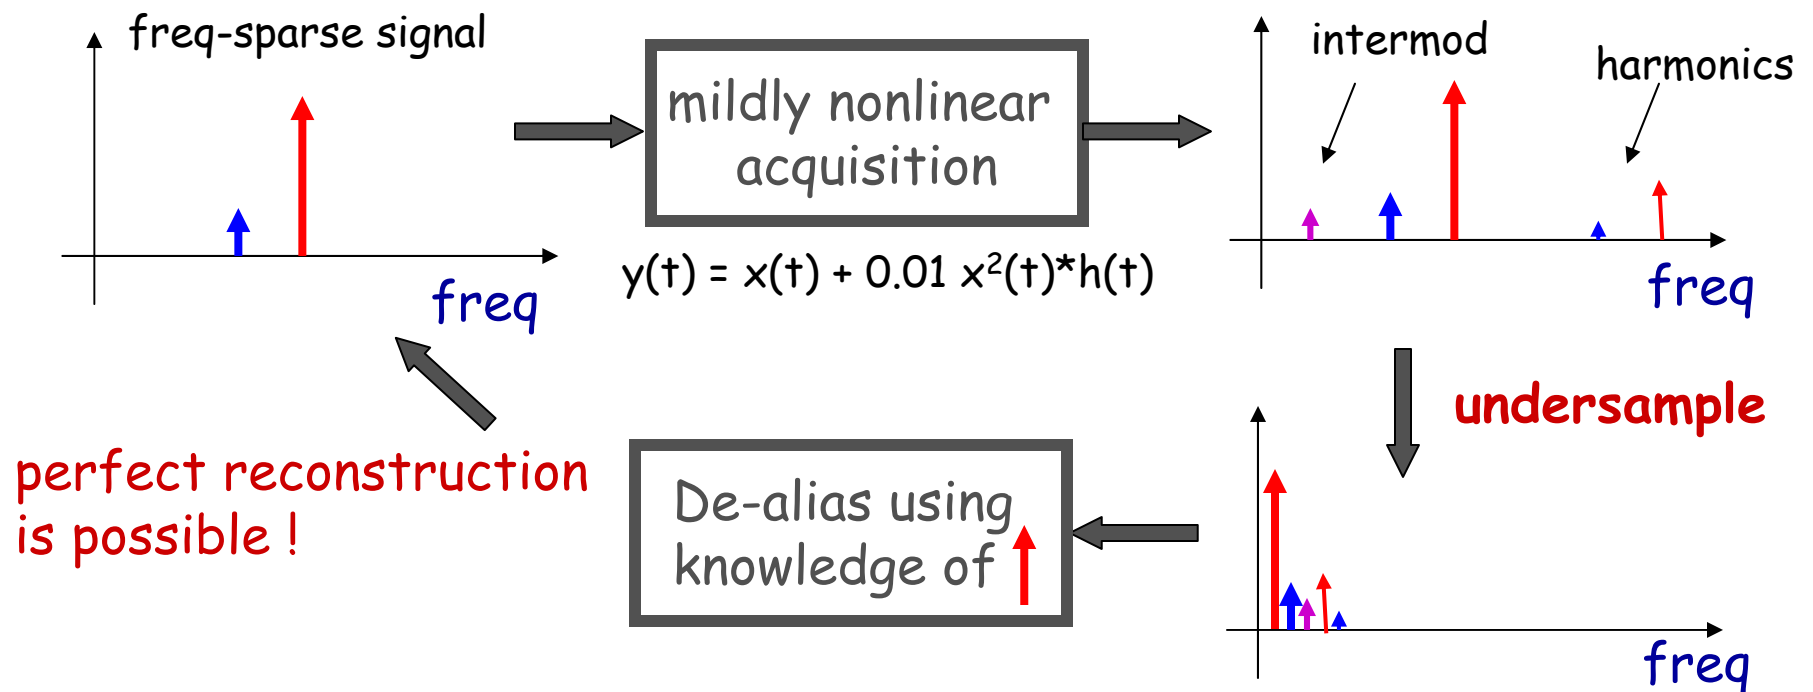 freq-sparse signal
mildly nonlinear
acquisition
intermod
harmonics
y(t) = x(t) + 0.01 x²(t)*h(t)
freq
freq
undersample
De-alias using
knowledge of
perfect reconstruction
is possible !
freq